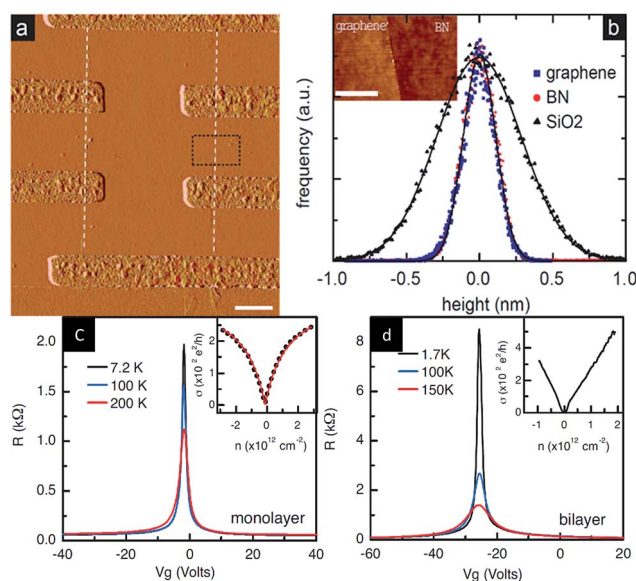 a
b
graphene
BN
graphene
BN
SiO2
frequency (a.u.)
-1.0
-0.5
0.0
0.5
1.0
height (nm)
c
2.0
1.5
1.0
0.5
0.0
R (kΩ)
7.2 K
100 K
200 K
6
4
2
0
σ (x10² e²/h)
-2
0
2
n (x10¹² cm⁻²)
monolayer
-40
-20
0
20
40
Vg (Volts)
d
8
6
4
2
0
R (kΩ)
1.7K
100K
150K
4
2
0
σ (x10² e²/h)
-1
0
1
2
n (x10¹² cm⁻²)
bilayer
-60
-40
-20
0
20
Vg (Volts)